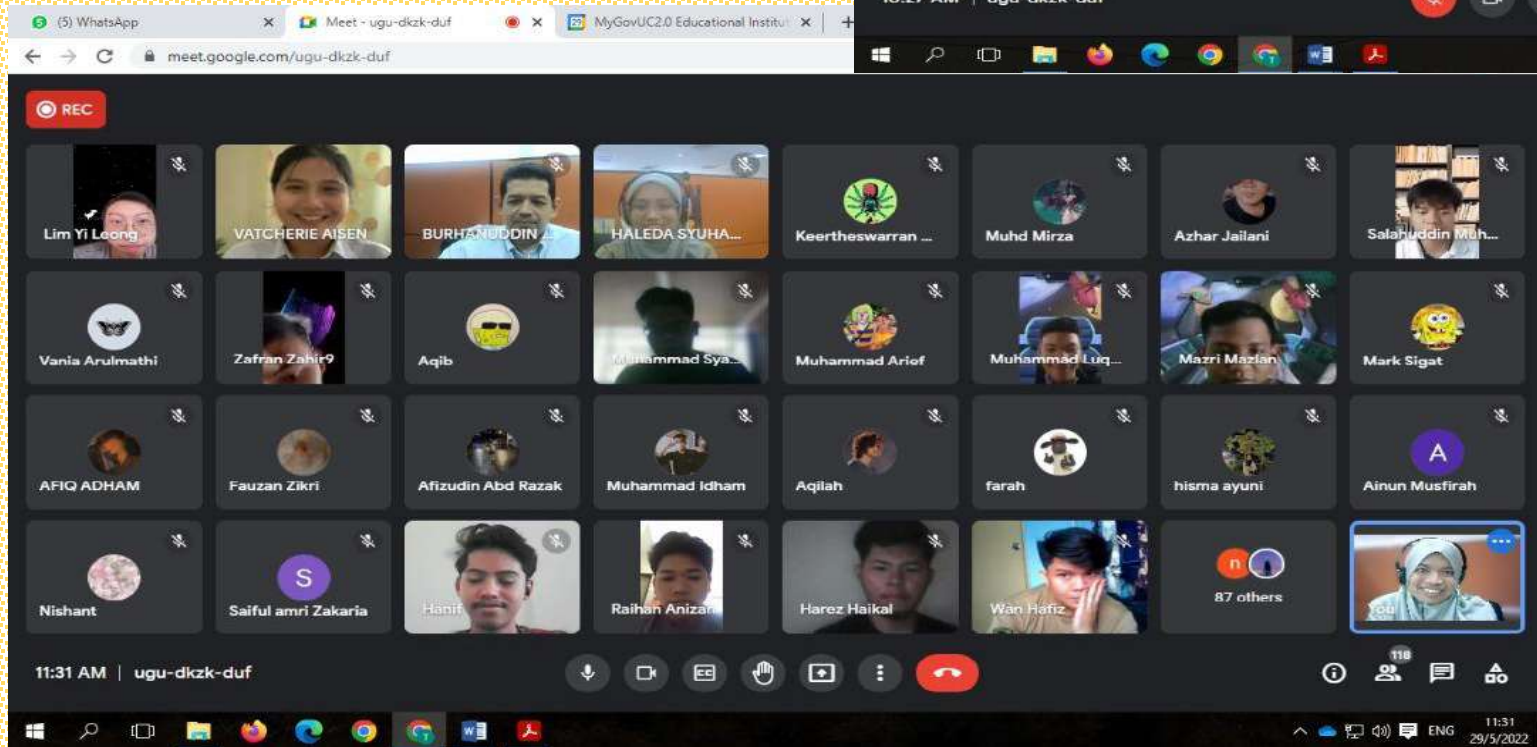 (5) WhatsApp
Meet - ugu-dkzk-duf
MyGovUC2.0 Educational Institut
meet.google.com/ugu-dkzk-duf
REC
Lim Yi Leong
VATCHERIE AISEN
BURHANUDDIN
HALEDA SYUHA...
Keertheswarran ...
Muhd Mirza
Azhar Jailani
Salahuddin Muh...
Vania Arulmathi
Zafran Zahir9
Aqib
Muhammad Sya...
Muhammad Arief
Muhammad Luq...
Mazri Mazlan
Mark Sigat
AFIQ ADHAM
Fauzan Zikri
Afizudin Abd Razak
Muhammad Idham
Aqilah
farah
hisma ayuni
A
Ainun Musfirah
Nishant
S
Saiful amri Zakaria
Hanif
Raihan Anizan
Harez Haikal
Wan Hafiz
n
87 others
You
11:31 AM | ugu-dkzk-duf
CC
118
ENG
11:31
29/5/2022